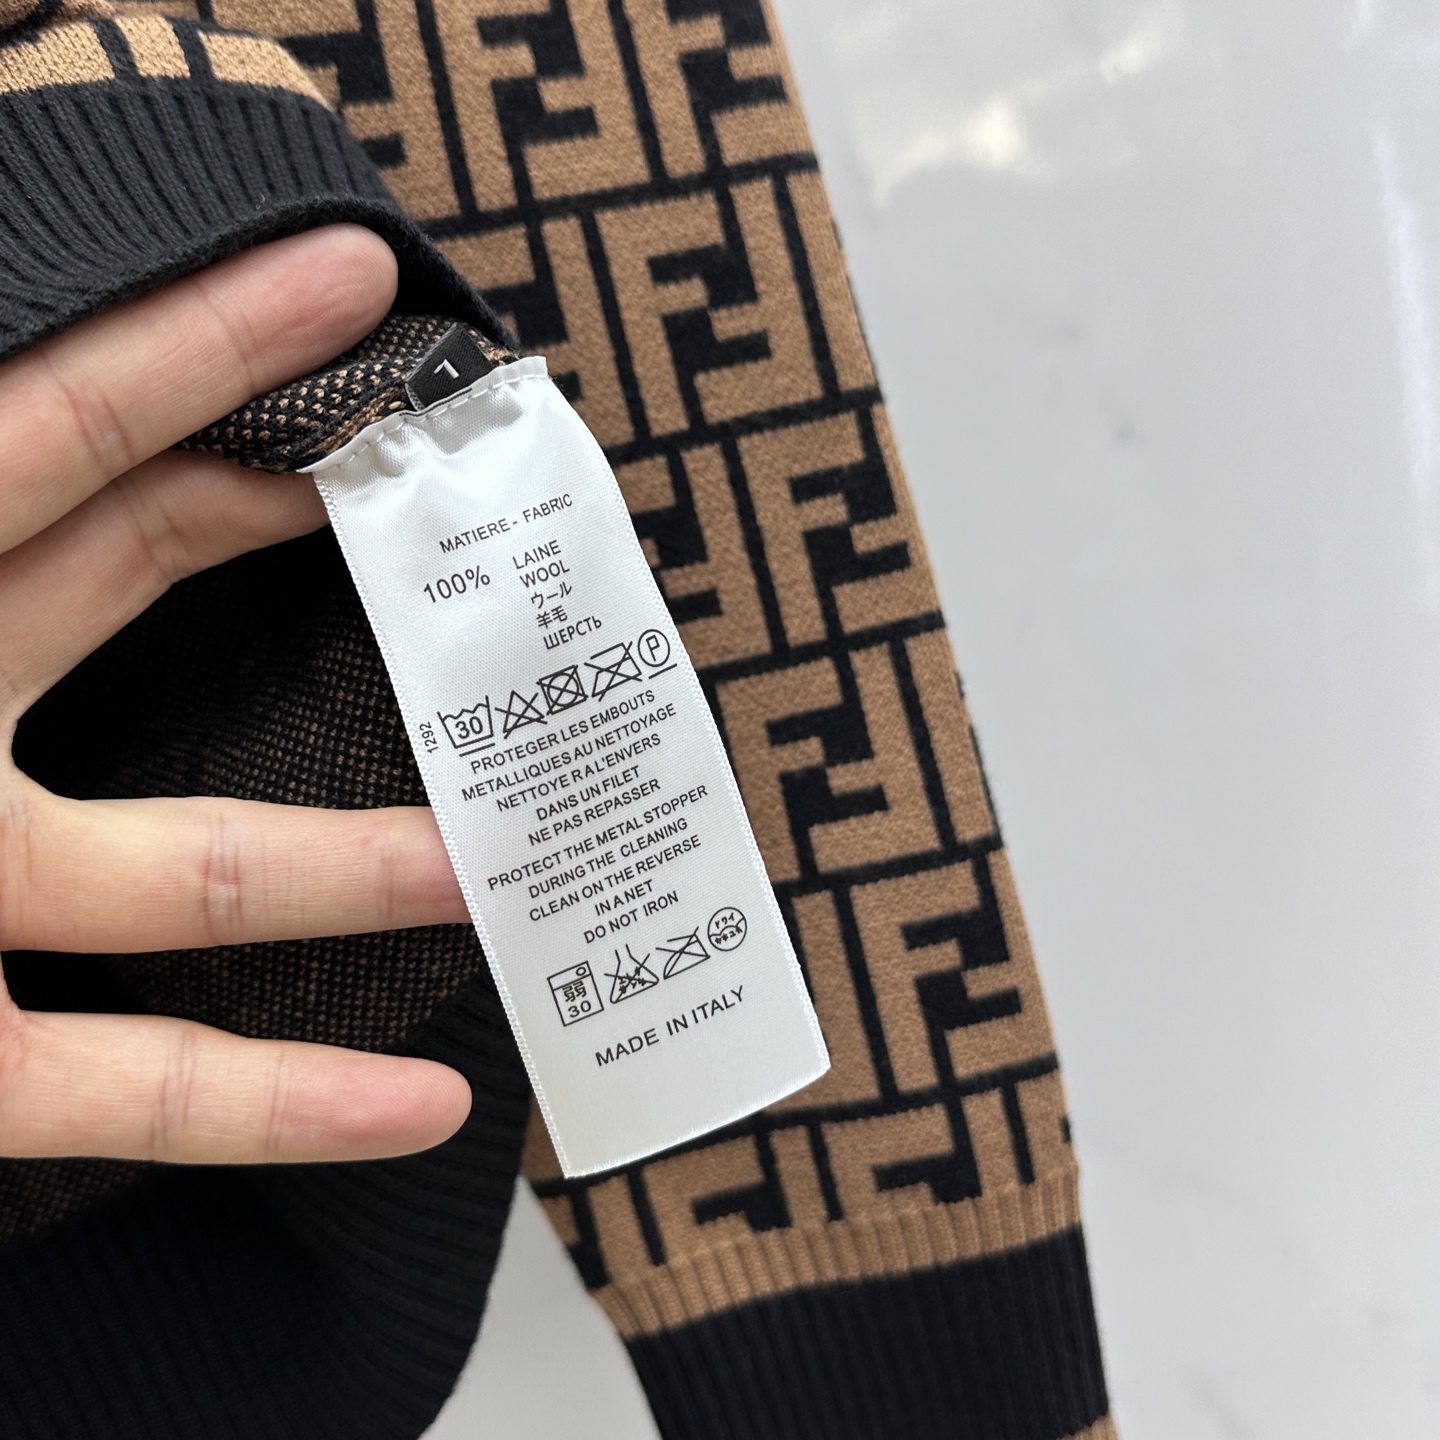 L
MATIERE - FABRIC
100% LAINE
WOOL
ウール
羊毛
ШЕРСТЬ
30 P
1292
PROTEGER LES EMBOUTS
METALLIQUES AU NETTOYAGE
NETTOYE R A L'ENVERS
DANS UN FILET
NE PAS REPASSER
PROTECT THE METAL STOPPER
DURING THE CLEANING
CLEAN ON THE REVERSE
IN A NET
DO NOT IRON
弱
30
MADE IN ITALY